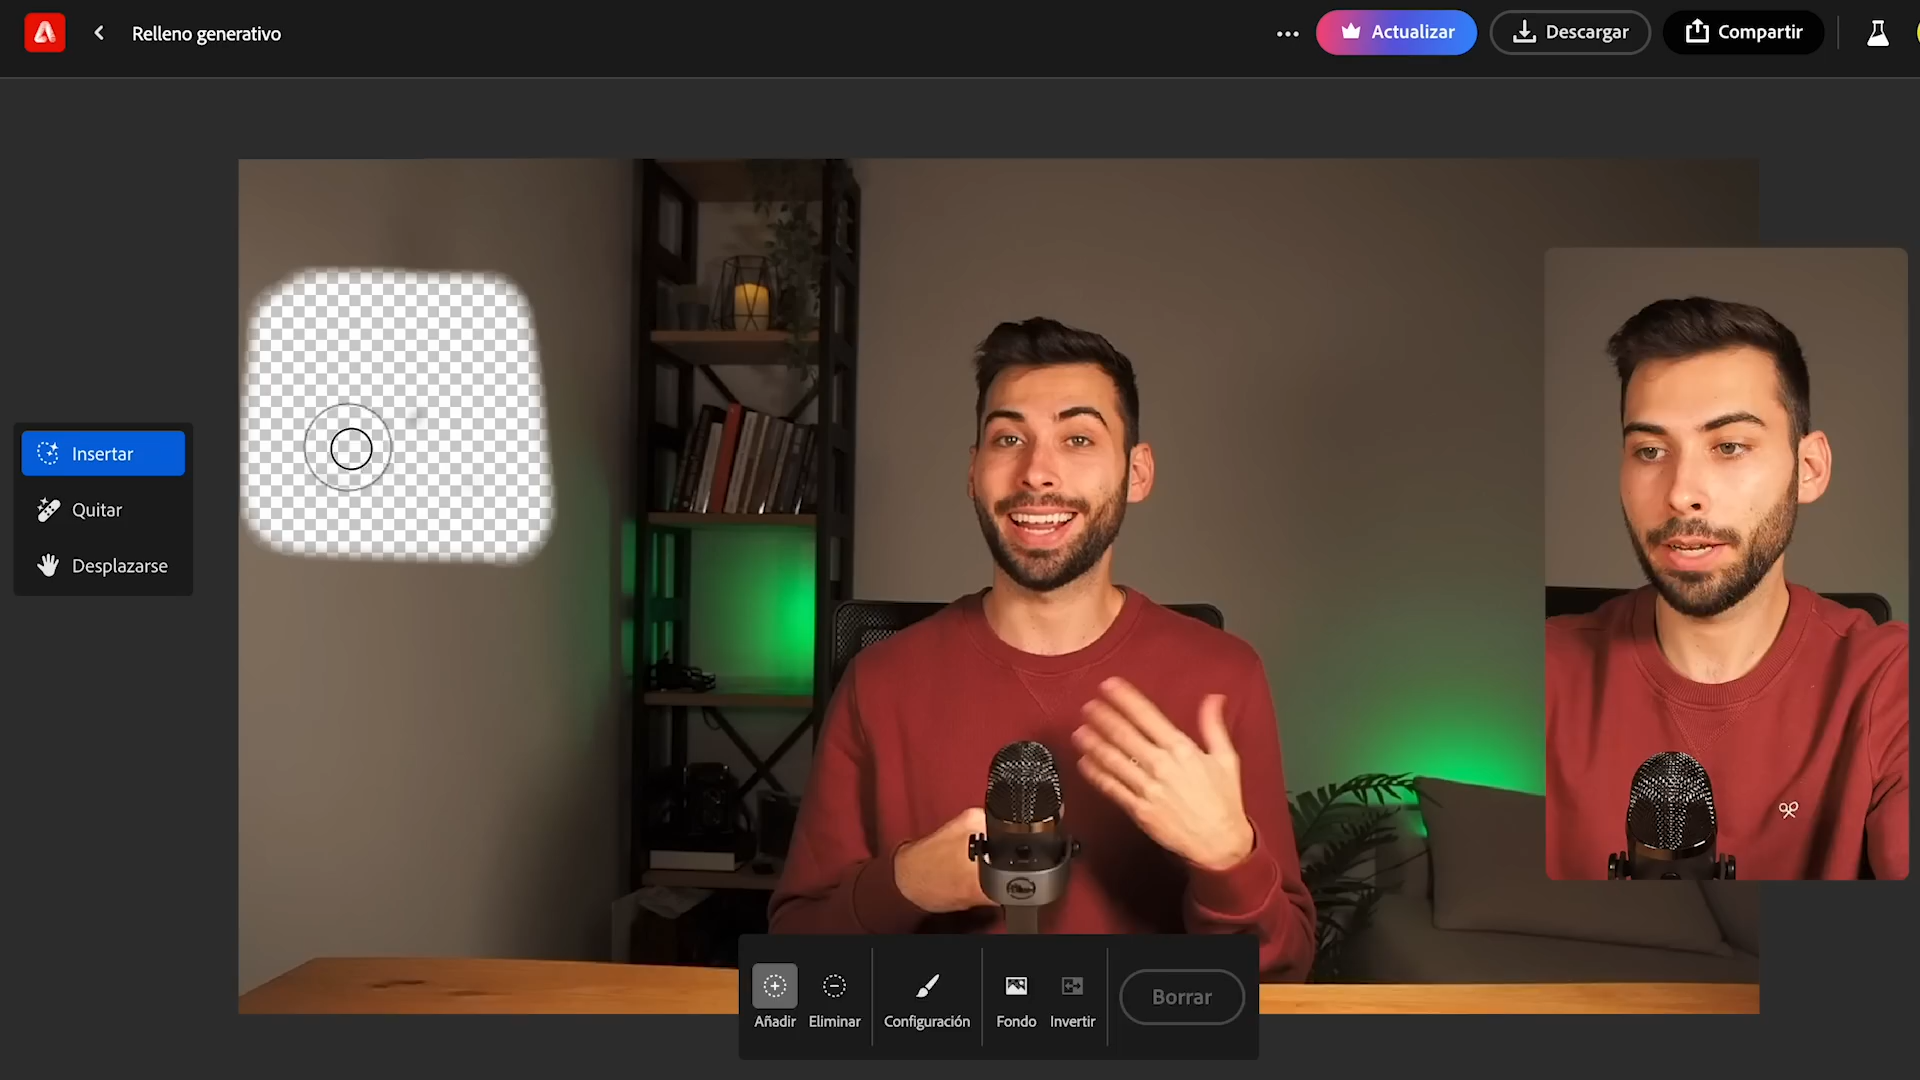 Relleno generativo
Actualizar
Descargar
Compartir
Insertar
Quitar
Desplazarse
Añadir
Eliminar
Configuración
Fondo
Invertir
Borrar